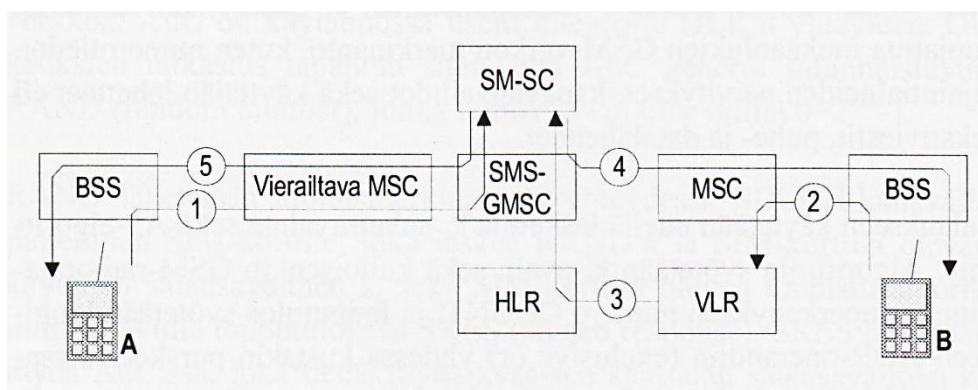 SM-SC
5
4
BSS
Vierailtava MSC
SMS-
GMSC
MSC
BSS
1
2
HLR
3
VLR
A
B